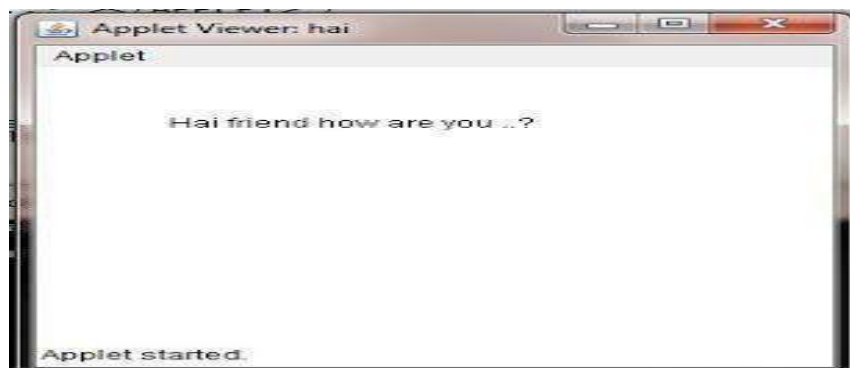 Applet Viewer: hai
Applet
Hai friend how are you ..?
Applet started.